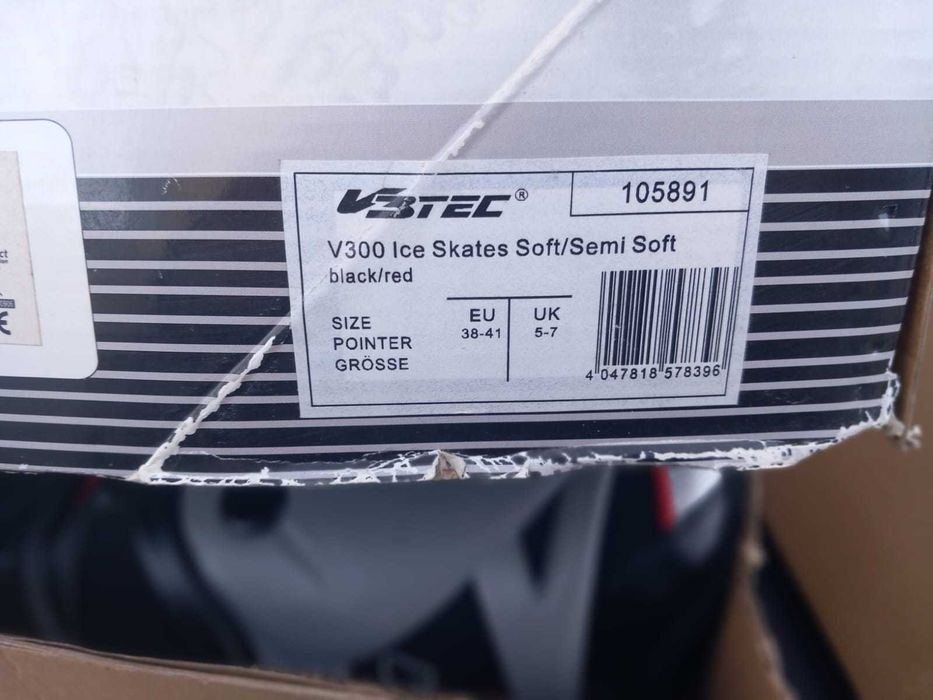 V3TEC®
105891
V300 Ice Skates Soft/Semi Soft
black/red
SIZE
POINTER
GRÖSSE
EU
38-41
UK
5-7
4 047818 578396
CE